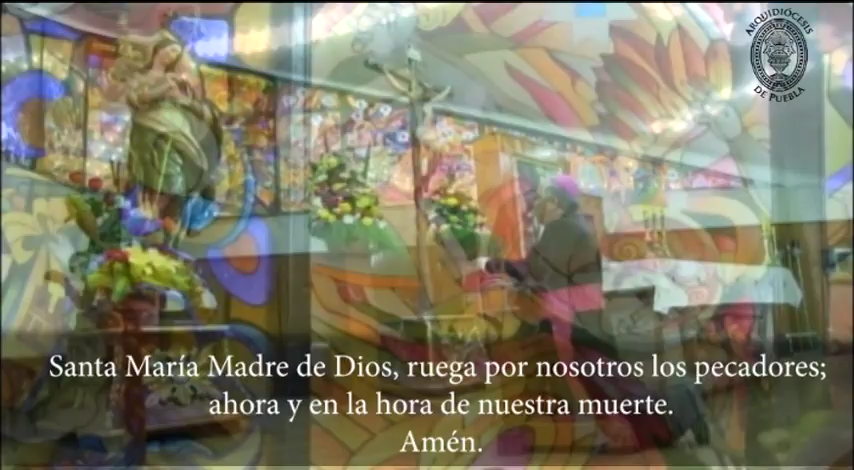 ARQUIDIÓCESIS
DE PUEBLA
Santa María Madre de Dios, ruega por nosotros los pecadores;
ahora y en la hora de nuestra muerte.
Amén.